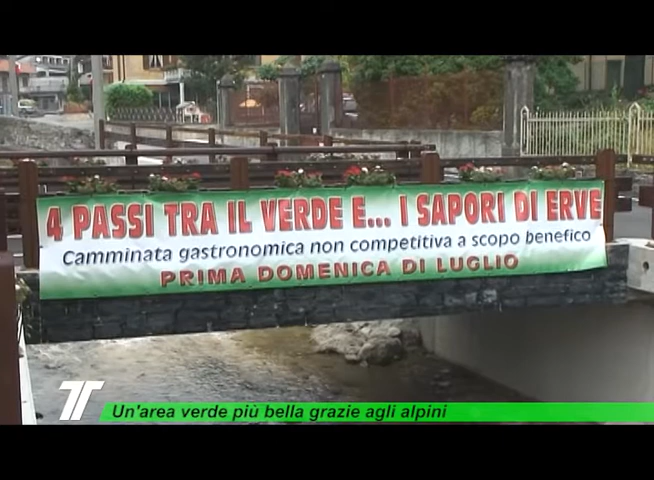 4 PASSI TRA IL VERDE E... I SAPORI DI ERVE
Camminata gastronomica non competitiva a scopo benefico
PRIMA DOMENICA DI LUGLIO
Un'area verde più bella grazie agli alpini